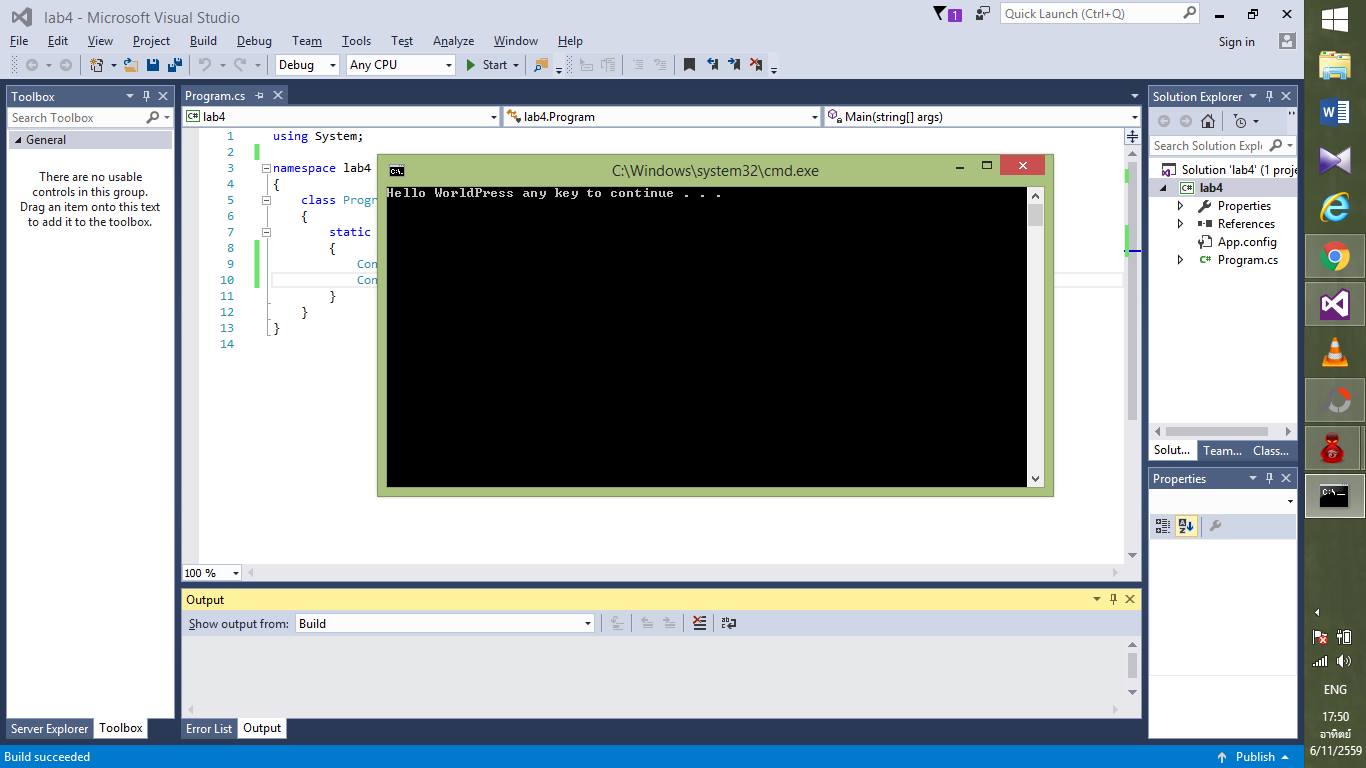 lab4 - Microsoft Visual Studio
1
Quick Launch (Ctrl+Q)
File Edit View Project Build Debug Team Tools Test Analyze Window Help
Sign in
Debug Any CPU Start
Toolbox
Search Toolbox
General
There are no usable
controls in this group.
Drag an item onto this text
to add it to the toolbox.
Server Explorer Toolbox
Program.cs
C# lab4 lab4.Program Main(string[] args)
1 using System;
2
3 namespace lab4
4 {
5 class Progr
6 {
7 static
8 {
9 Con
10 Con
11 }
12 }
13 }
14
C:\Windows\system32\cmd.exe
Hello WorldPress any key to continue . . .
100 %
Output
Show output from: Build
Error List Output
Solution Explorer
Search Solution Expl
Solution 'lab4' (1 proje
C# lab4
Properties
References
App.config
C# Program.cs
Solut... Team... Class...
Properties
Build succeeded
Publish
ENG
17:50
อาทิตย์
6/11/2559